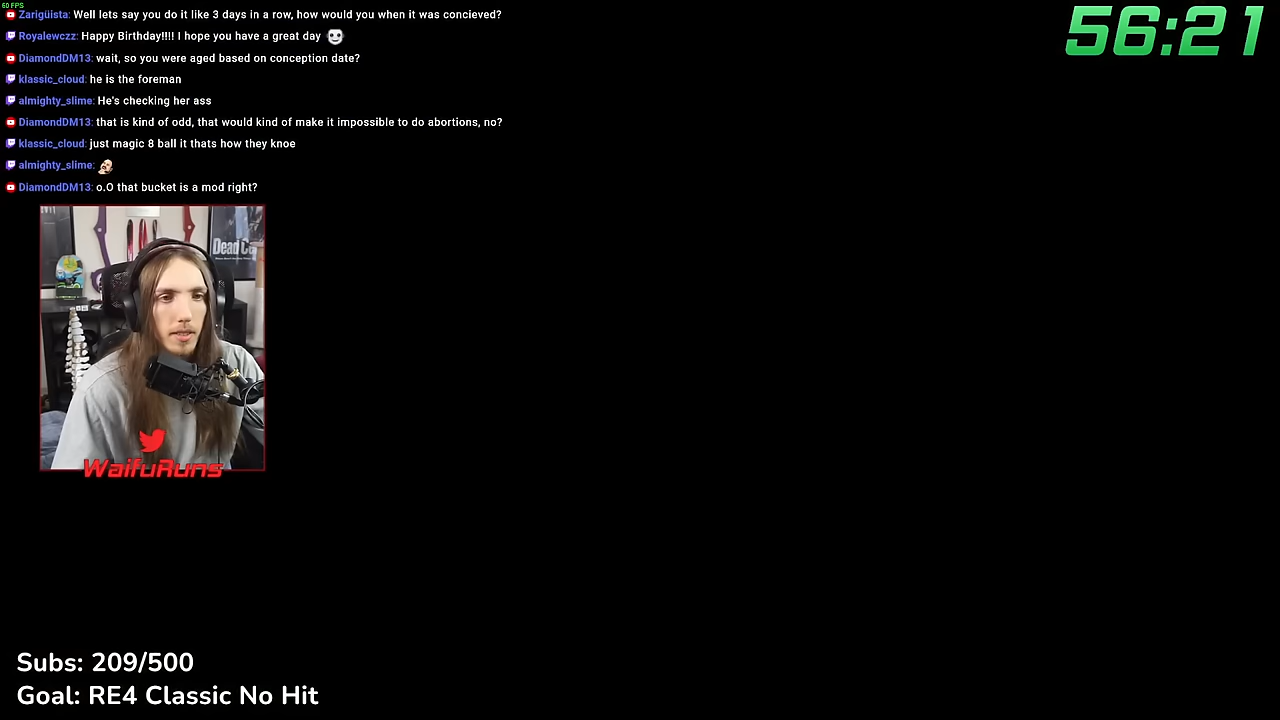 60 FPS
Zarigüista: Well lets say you do it like 3 days in a row, how would you when it was concieved?
Royalewczz: Happy Birthday!!!! I hope you have a great day
DiamondDM13: wait, so you were aged based on conception date?
klassic_cloud: he is the foreman
almighty_slime: He's checking her ass
DiamondDM13: that is kind of odd, that would kind of make it impossible to do abortions, no?
klassic_cloud: just magic 8 ball it thats how they knoe
almighty_slime:
DiamondDM13: o.O that bucket is a mod right?
56:21
Dead
WaifuRuns
Subs: 209/500
Goal: RE4 Classic No Hit